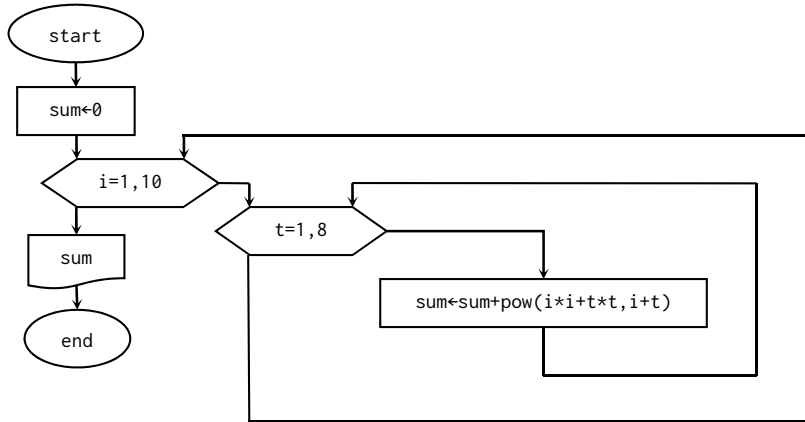 start
sum←0
i=1,10
t=1,8
sum
sum←sum+pow(i*i+t*t,i+t)
end